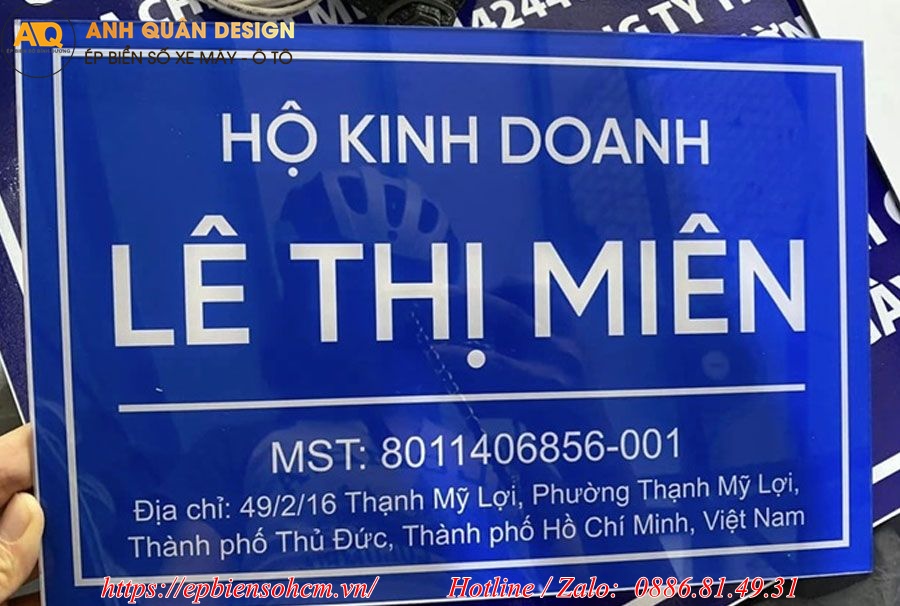 ANH QUÂN DESIGN
ÉP BIỂN SỐ XE MÁY - Ô TÔ
HỘ KINH DOANH
LÊ THỊ MIÊN
MST: 8011406856-001
Địa chỉ: 49/2/16 Thạnh Mỹ Lợi, Phường Thạnh Mỹ Lợi,
Thành phố Thủ Đức, Thành phố Hồ Chí Minh, Việt Nam
https://epbiensohcm.vn/ Hotline / Zalo: 0886.81.49.31